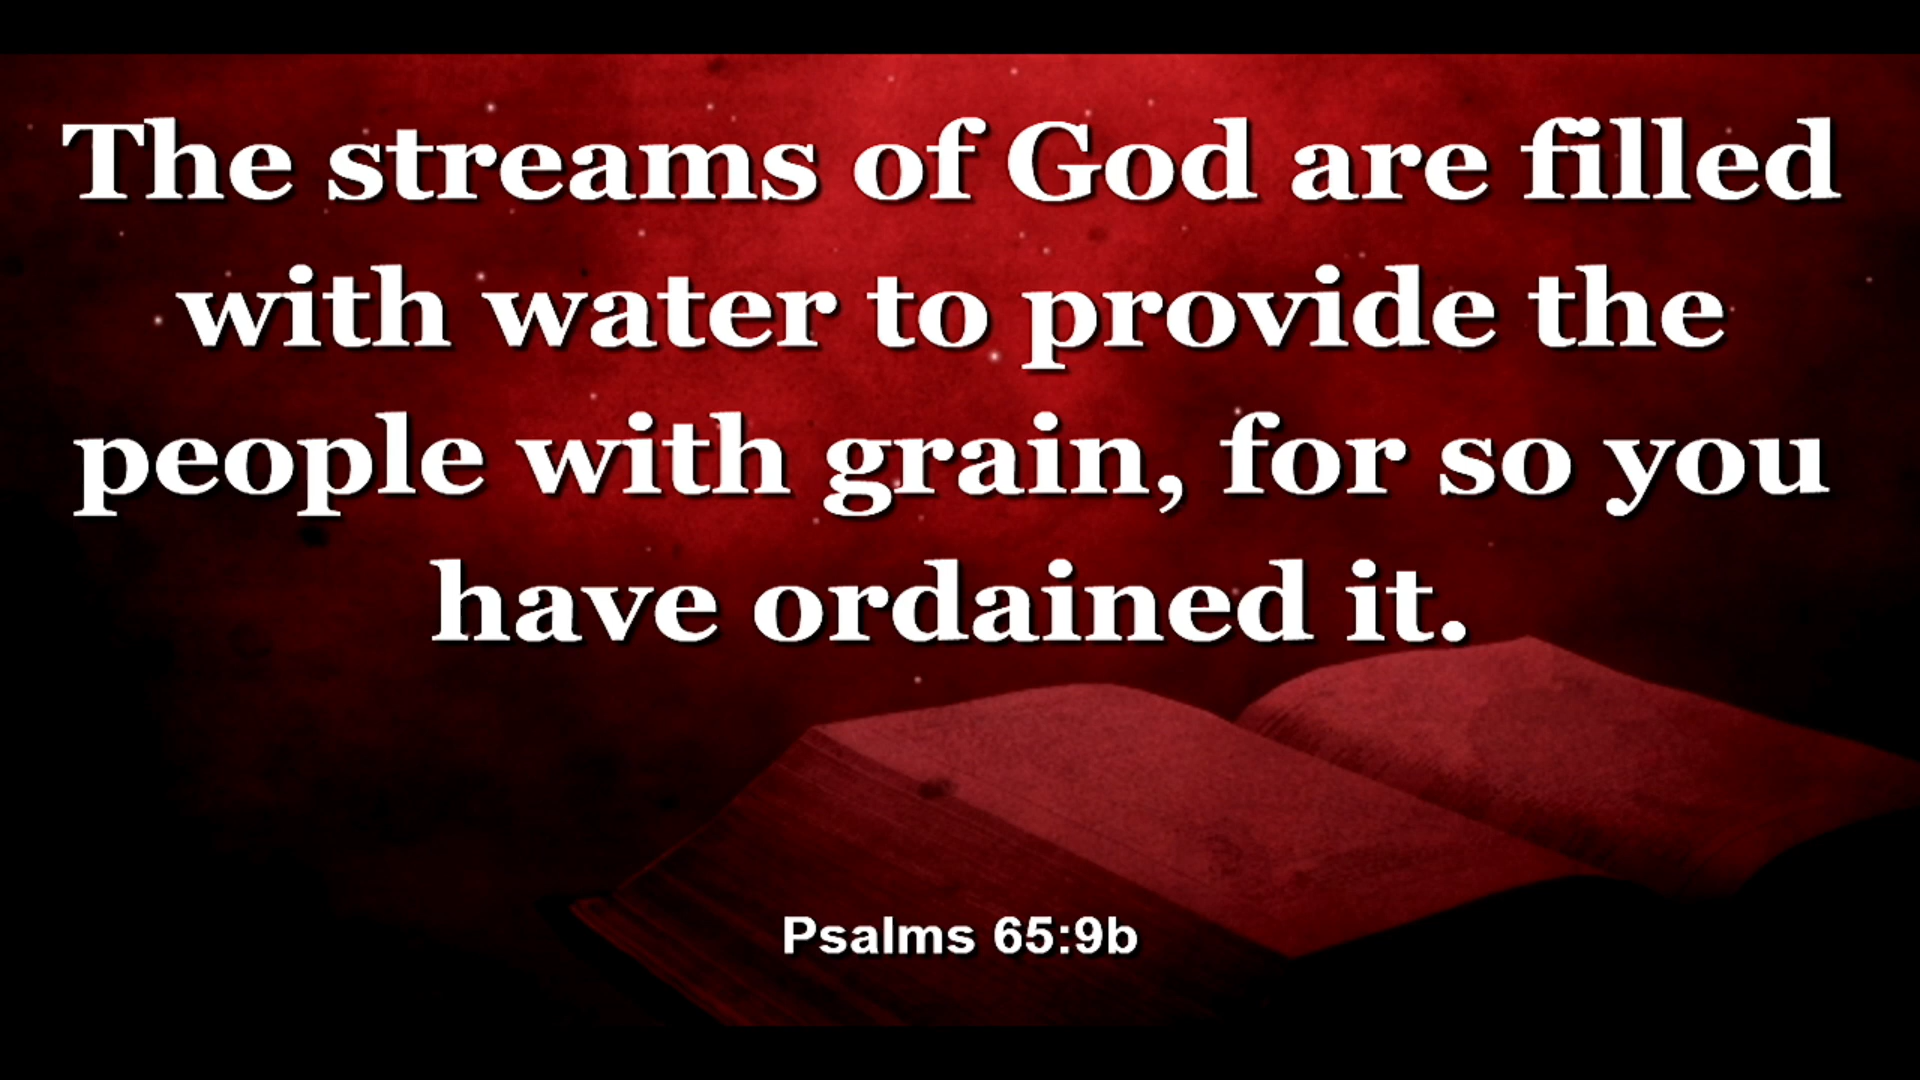 The streams of God are filled
with water to provide the
people with grain, for so you
have ordained it.
Psalms 65:9b